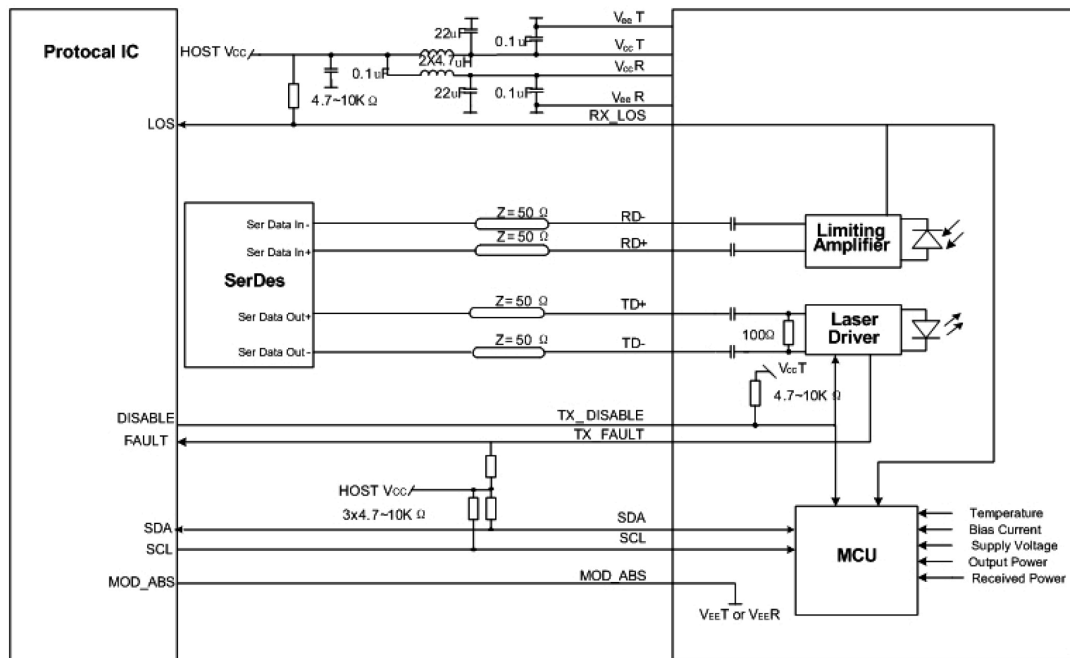 Protocal IC
HOST Vcc
22uF
0.1uF
Vee T
Vcc T
2X4.7uH
Vcc R
0.1uF
4.7~10K Ω
22uF
0.1uF
Vee R
LOS
RX_LOS
Z= 50 Ω
RD-
Ser Data In -
Z= 50 Ω
RD+
Ser Data In+
Limiting
Amplifier
SerDes
Z= 50 Ω
TD+
Ser Data Out+
Laser
Driver
100Ω
Z= 50 Ω
TD-
Ser Data Out-
VccT
4.7~10K Ω
DISABLE
TX_DISABLE
FAULT
TX_FAULT
HOST Vcc
3x4.7~10K Ω
SDA
SDA
SCL
SCL
MCU
Temperature
Bias Current
Supply Voltage
Output Power
Received Power
MOD_ABS
MOD_ABS
VEET or VEER